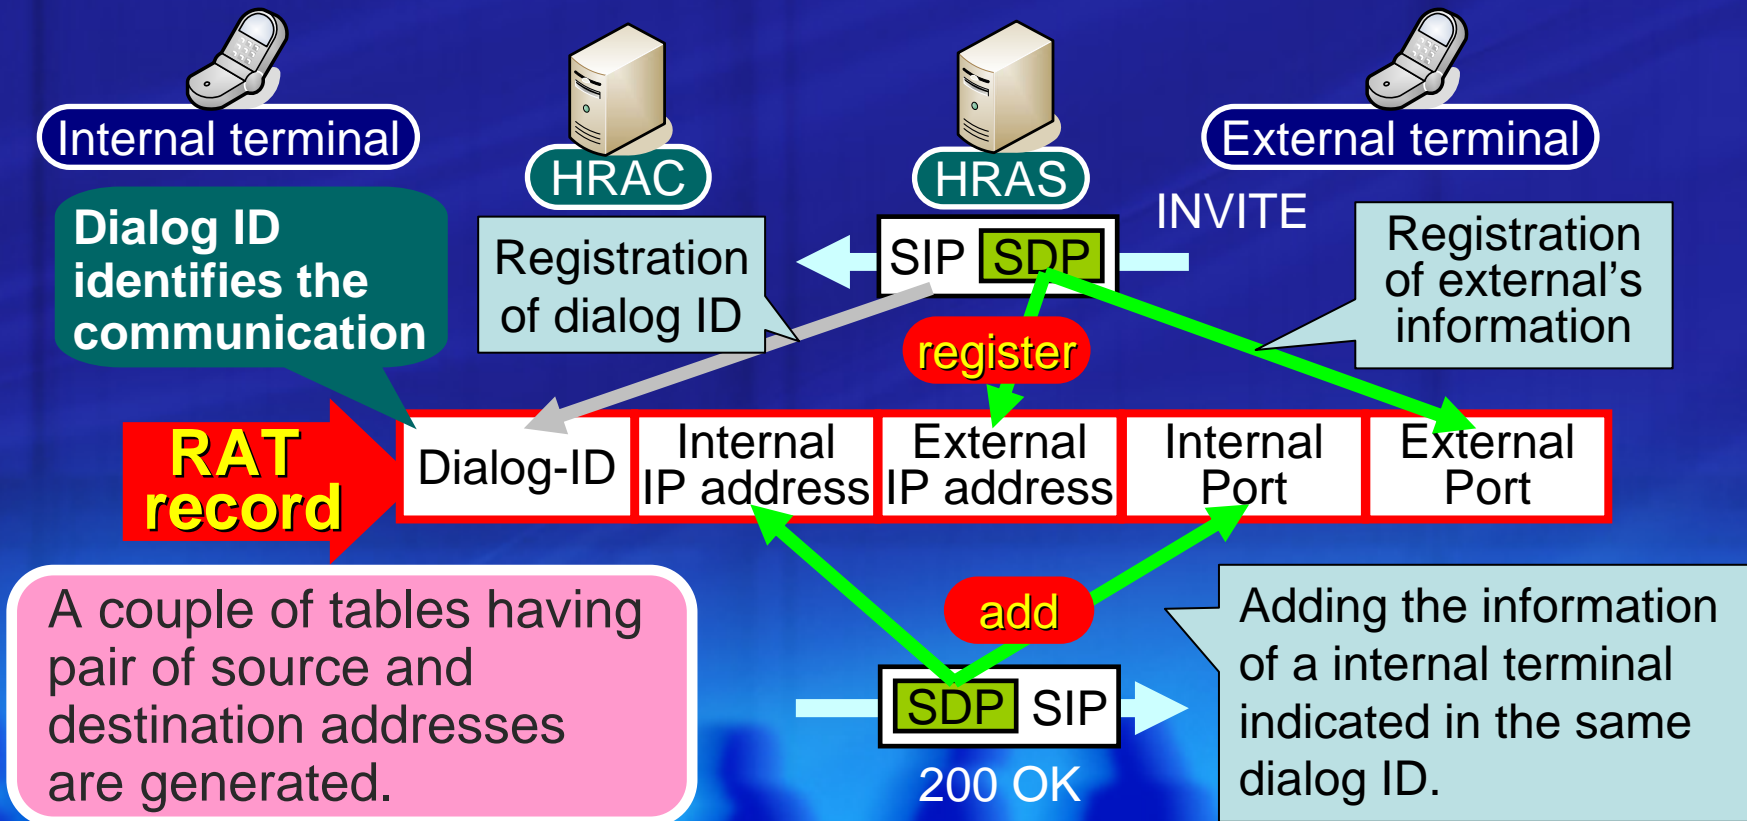 Internal terminal
HRAC
HRAS
External terminal
Dialog ID
identifies the
communication
Registration
of dialog ID
SIP SDP
INVITE
Registration
of external’s
information
register
RAT
record
Dialog-ID
Internal
IP address
External
IP address
Internal
Port
External
Port
A couple of tables having
pair of source and
destination addresses
are generated.
add
SDP SIP
200 OK
Adding the information
of a internal terminal
indicated in the same
dialog ID.